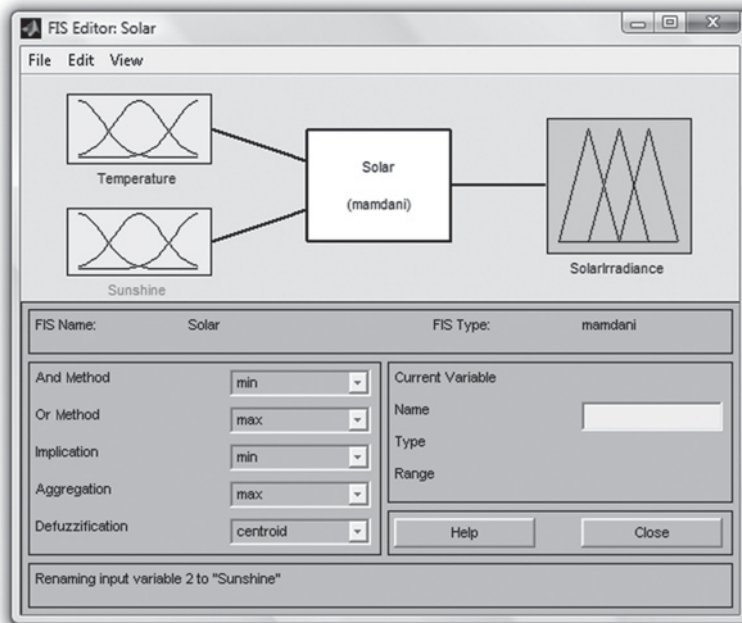 FIS Editor: Solar
File Edit View
Temperature
Solar
(mamdani)
Sunshine
SolarIrradiance
FIS Name: Solar FIS Type: mamdani
And Method min
Or Method max
Implication min
Aggregation max
Defuzzification centroid
Current Variable
Name
Type
Range
Help Close
Renaming input variable 2 to "Sunshine"